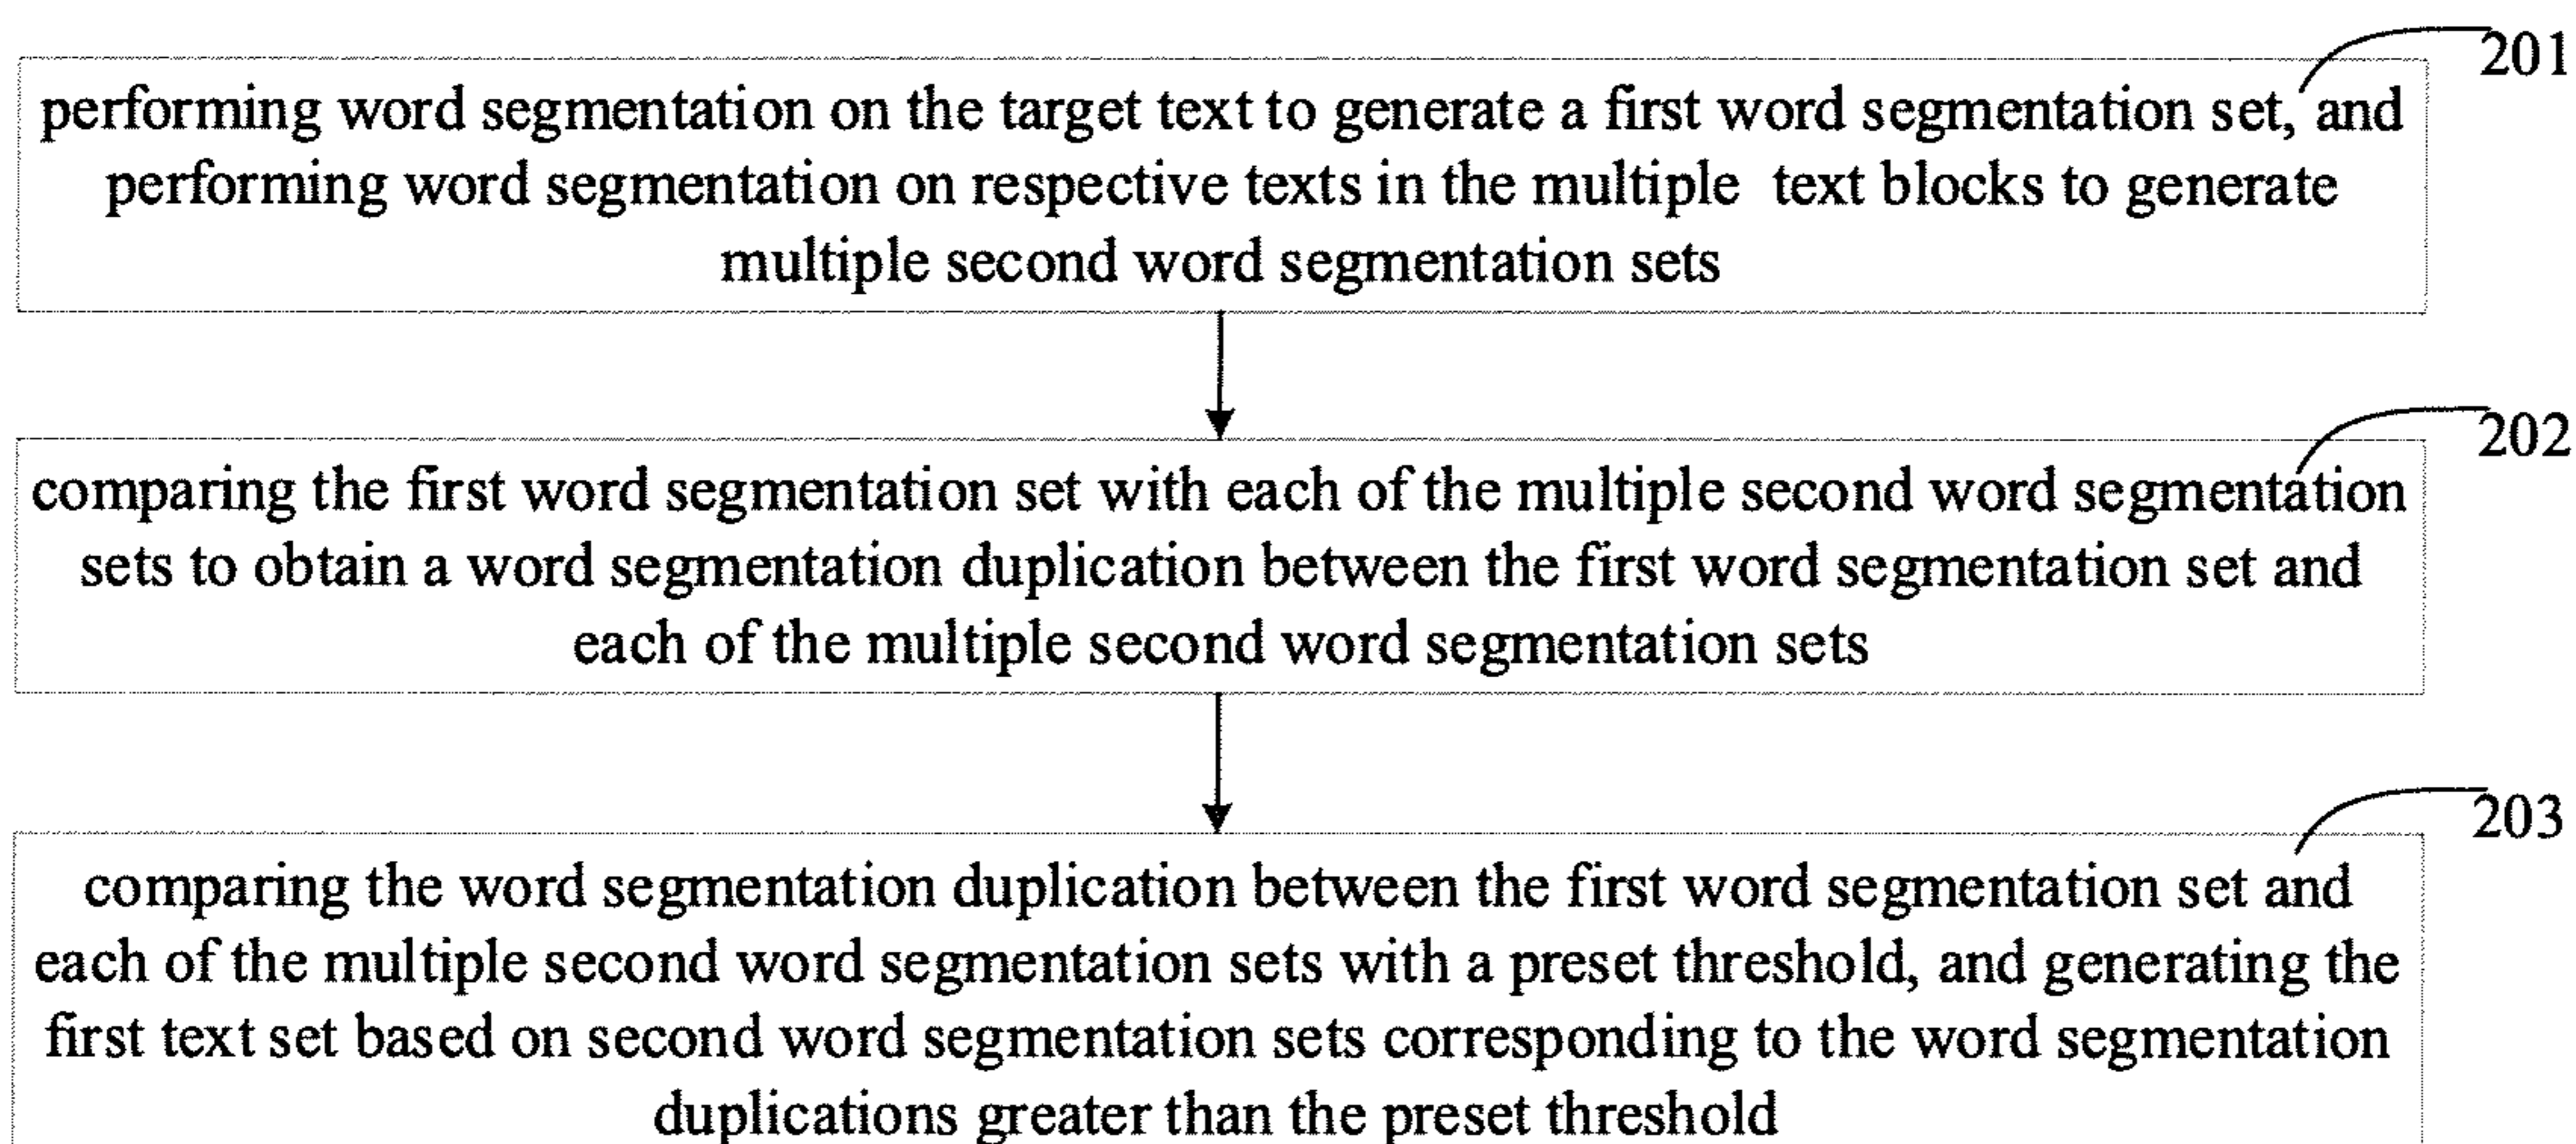 201
performing word segmentation on the target text to generate a first word segmentation set, and
performing word segmentation on respective texts in the multiple text blocks to generate
multiple second word segmentation sets
202
comparing the first word segmentation set with each of the multiple second word segmentation
sets to obtain a word segmentation duplication between the first word segmentation set and
each of the multiple second word segmentation sets
203
comparing the word segmentation duplication between the first word segmentation set and
each of the multiple second word segmentation sets with a preset threshold, and generating the
first text set based on second word segmentation sets corresponding to the word segmentation
duplications greater than the preset threshold